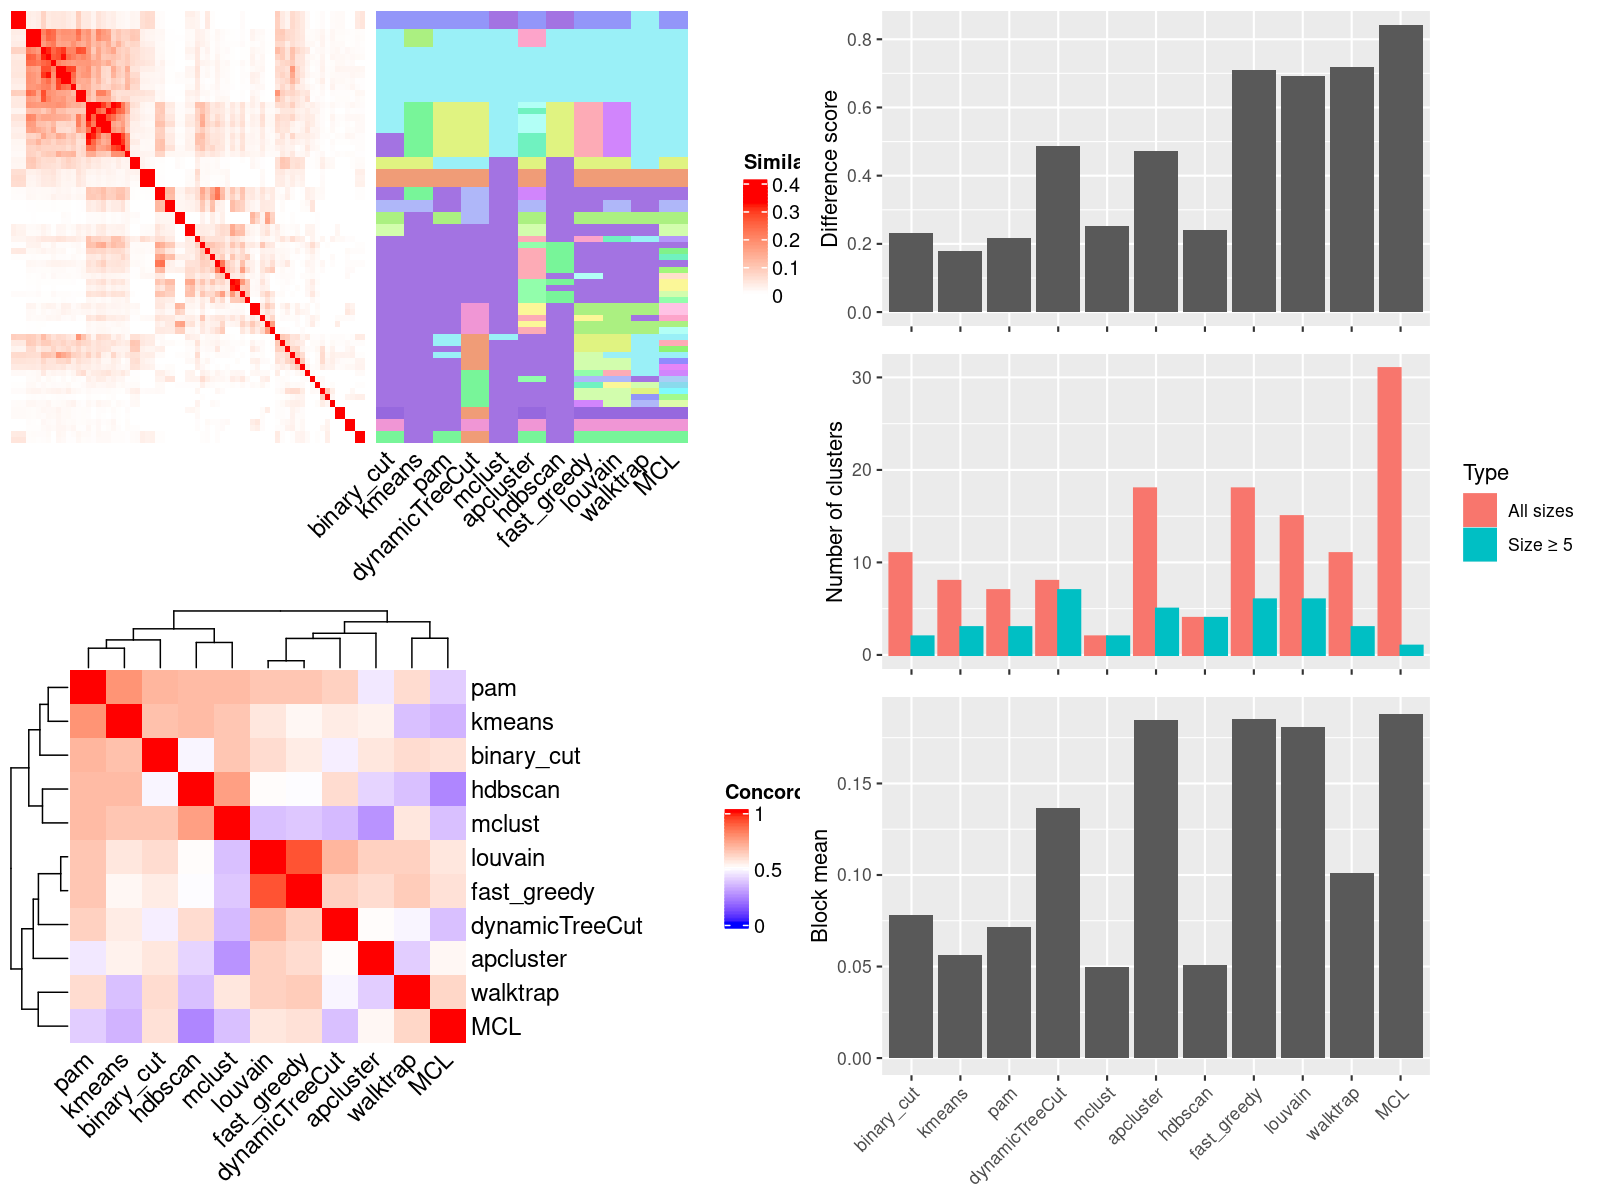 Simila
0.4
0.3
0.2
0.1
0
binary_cut
kmeans
pam
dynamicTreeCut
mclust
apcluster
hdbscan
fast_greedy
louvain
walktrap
MCL
pam
kmeans
binary_cut
hdbscan
mclust
louvain
fast_greedy
dynamicTreeCut
apcluster
walktrap
MCL
pam
kmeans
binary_cut
hdbscan
mclust
louvain
fast_greedy
dynamicTreeCut
apcluster
walktrap
MCL
Concord
1
0.5
0
Difference score
0.8
0.6
0.4
0.2
0.0
Number of clusters
30
20
10
0
Type
All sizes
Size ≥ 5
Block mean
0.15
0.10
0.05
0.00
binary_cut
kmeans
pam
dynamicTreeCut
mclust
apcluster
hdbscan
fast_greedy
louvain
walktrap
MCL